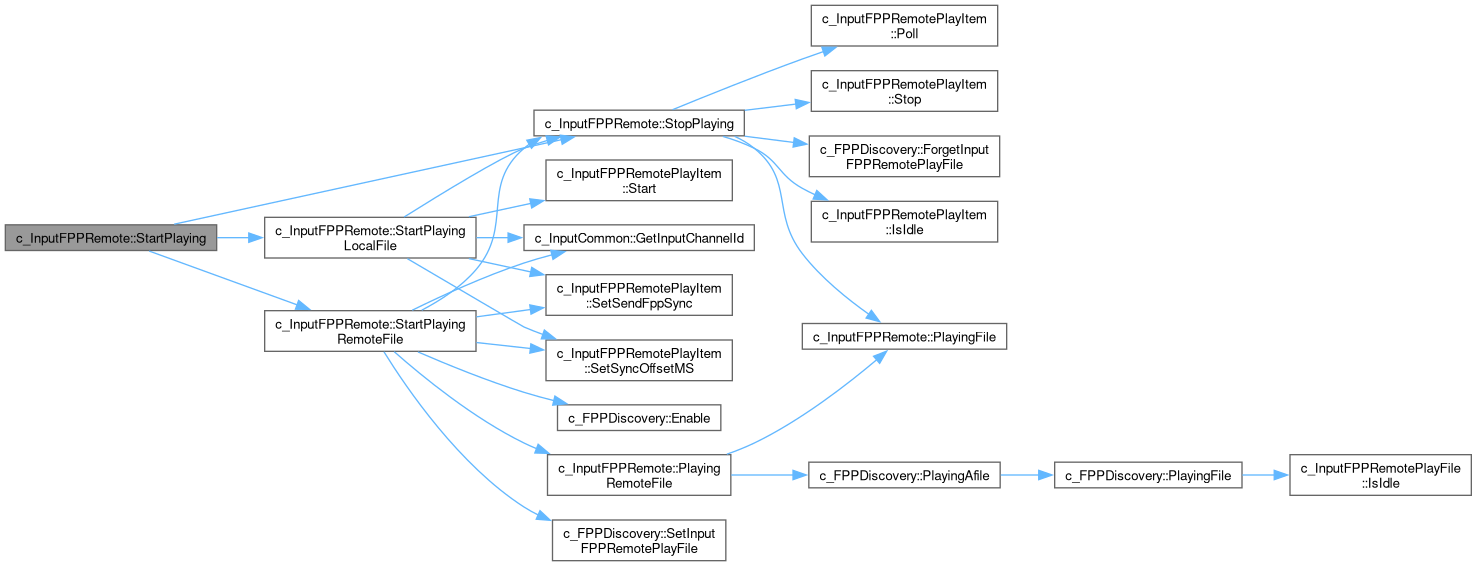 c_InputFPPRemote::StartPlaying
c_InputFPPRemote::StopPlaying
c_InputFPPRemotePlayItem
::Poll
c_InputFPPRemotePlayItem
::Stop
c_FPPDiscovery::ForgetInput
FPPRemotePlayFile
c_InputFPPRemotePlayItem
::IsIdle
c_InputFPPRemote::PlayingFile
c_InputFPPRemote::StartPlaying
LocalFile
c_InputFPPRemotePlayItem
::Start
c_InputCommon::GetInputChannelId
c_InputFPPRemotePlayItem
::SetSendFppSync
c_InputFPPRemotePlayItem
::SetSyncOffsetMS
c_InputFPPRemote::StartPlaying
RemoteFile
c_FPPDiscovery::Enable
c_InputFPPRemote::Playing
RemoteFile
c_FPPDiscovery::PlayingAfile
c_FPPDiscovery::PlayingFile
c_InputFPPRemotePlayFile
::IsIdle
c_FPPDiscovery::SetInput
FPPRemotePlayFile